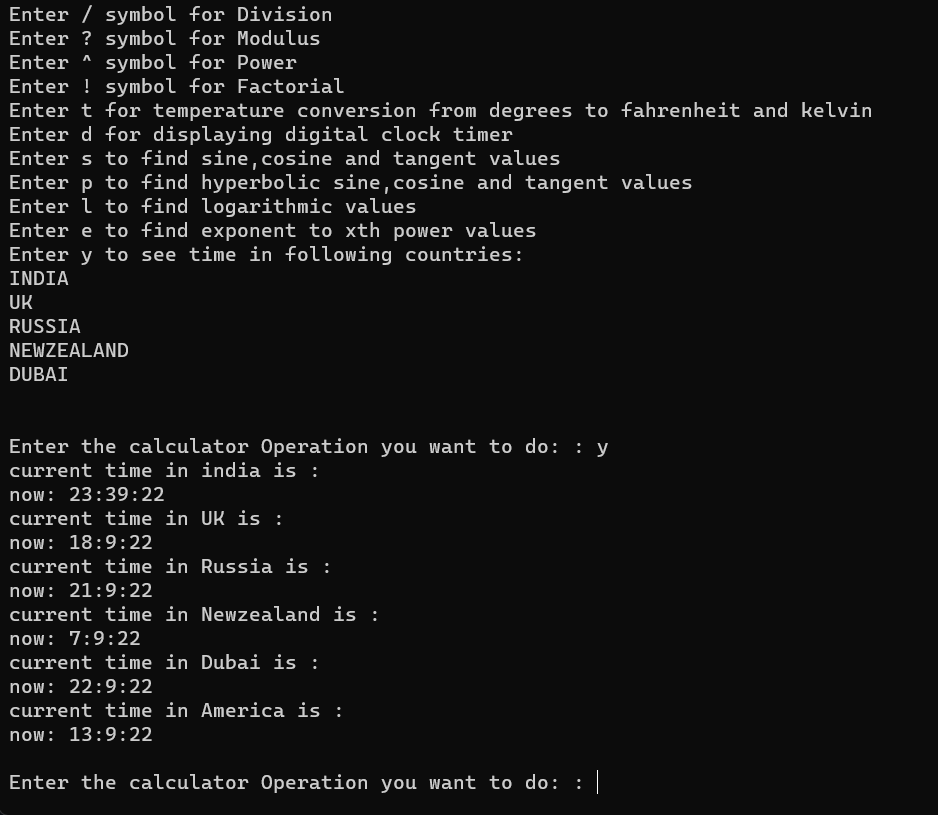 Enter / symbol for Division
Enter ? symbol for Modulus
Enter ^ symbol for Power
Enter ! symbol for Factorial
Enter t for temperature conversion from degrees to fahrenheit and kelvin
Enter d for displaying digital clock timer
Enter s to find sine,cosine and tangent values
Enter p to find hyperbolic sine,cosine and tangent values
Enter l to find logarithmic values
Enter e to find exponent to xth power values
Enter y to see time in following countries:
INDIA
UK
RUSSIA
NEWZEALAND
DUBAI
Enter the calculator Operation you want to do: : y
current time in india is :
now: 23:39:22
current time in UK is :
now: 18:9:22
current time in Russia is :
now: 21:9:22
current time in Newzealand is :
now: 7:9:22
current time in Dubai is :
now: 22:9:22
current time in America is :
now: 13:9:22
Enter the calculator Operation you want to do: :